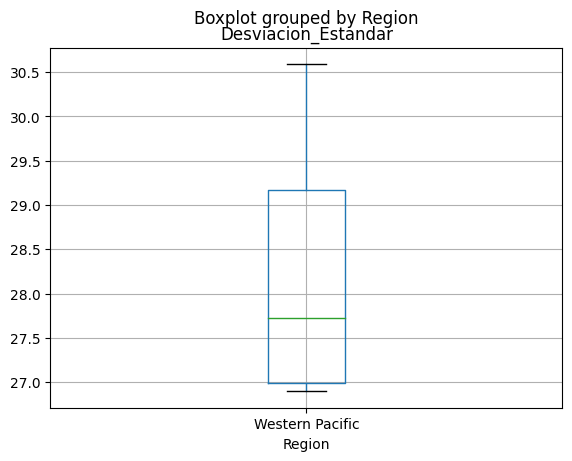 Boxplot grouped by Region
Desviacion_Estandar
30.5
30.0
29.5
29.0
28.5
28.0
27.5
27.0
Western Pacific
Region